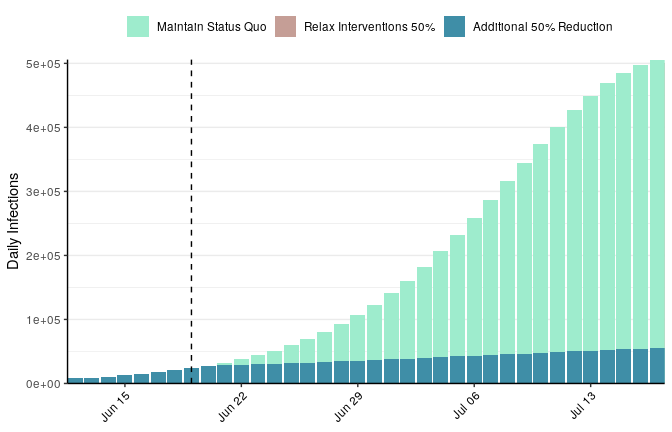 Maintain Status Quo Relax Interventions 50% Additional 50% Reduction
Daily Infections
5e+05
4e+05
3e+05
2e+05
1e+05
0e+00
Jun 15 Jun 22 Jun 29 Jul 06 Jul 13